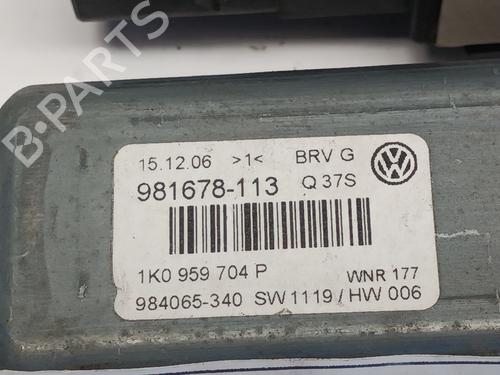 B-PARTS
15.12.06 >1< BRV G
981678-113 Q 37S
1K0 959 704 P WNR 177
984065-340 SW 1119 / HW 006